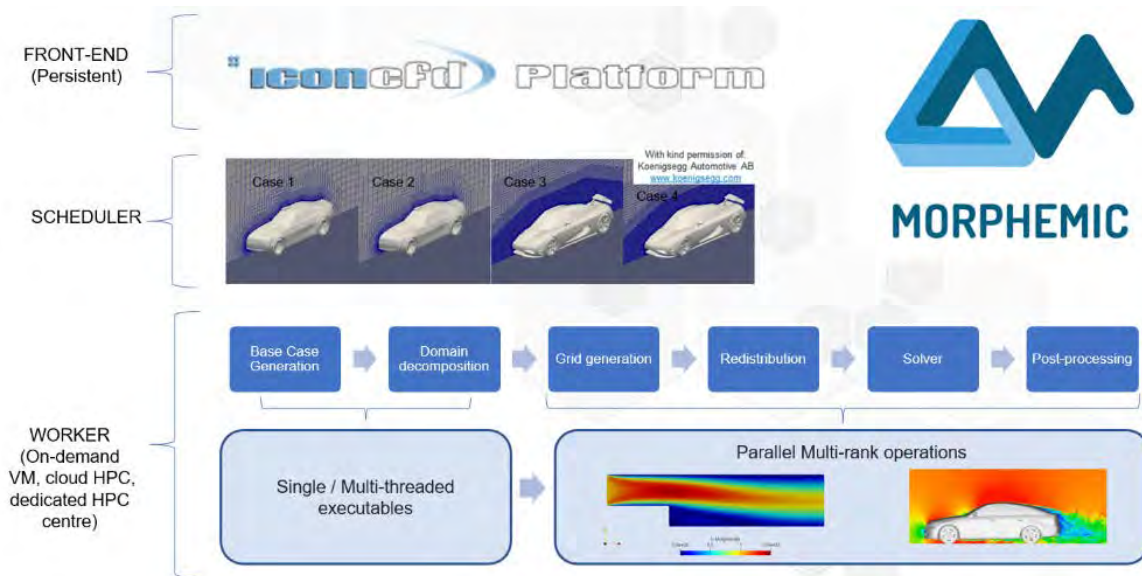 FRONT-END
(Persistent)
iconcfd Platform
MORPHEMIC
With kind permission of:
Koenigsegg Automotive AB
www.koenigsegg.com
SCHEDULER
Case 1
Case 2
Case 3
Case 4
WORKER
(On-demand
VM, cloud HPC,
dedicated HPC
centre)
Base Case
Generation
Domain
decomposition
Grid generation
Redistribution
Solver
Post-processing
Single / Multi-threaded
executables
Parallel Multi-rank operations